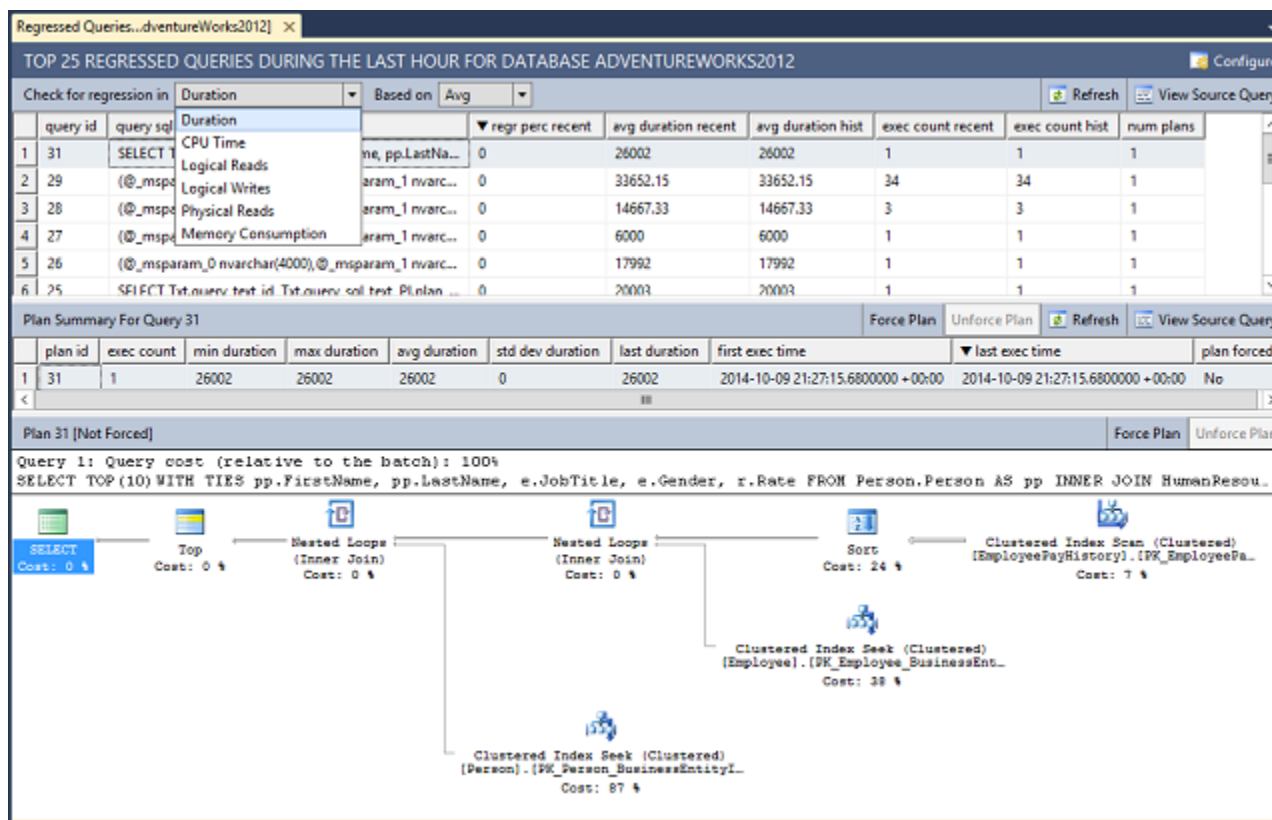 Regressed Queries...dventureWorks2012]
TOP 25 REGRESSED QUERIES DURING THE LAST HOUR FOR DATABASE ADVENTUREWORKS2012 Configure
Check for regression in Duration Based on Avg Refresh View Source Query
query id query sql ▼ regr perc recent avg duration recent avg duration hist exec count recent exec count hist num plans
Duration
CPU Time
Logical Reads
Logical Writes
Physical Reads
Memory Consumption
1 31 SELECT T me, pp.LastNa... 0 26002 26002 1 1 1
2 29 (@_mspa aram_1 nvarc... 0 33652.15 33652.15 34 34 1
3 28 (@_mspa aram_1 nvarc... 0 14667.33 14667.33 3 3 1
4 27 (@_mspa aram_1 nvarc... 0 6000 6000 1 1 1
5 26 (@_msparam_0 nvarchar(4000),@_msparam_1 nvarc... 0 17992 17992 1 1 1
6 25 SELECT Txt.query_text_id, Txt.query_sql_text, Pl.plan_... 0 20003 20003 1 1 1
Plan Summary For Query 31 Force Plan Unforce Plan Refresh View Source Query
plan id exec count min duration max duration avg duration std dev duration last duration first exec time ▼ last exec time plan forced
1 31 1 26002 26002 26002 0 26002 2014-10-09 21:27:15.6800000 +00:00 2014-10-09 21:27:15.6800000 +00:00 No
Plan 31 [Not Forced] Force Plan Unforce Plan
Query 1: Query cost (relative to the batch): 100%
SELECT TOP(10) WITH TIES pp.FirstName, pp.LastName, e.JobTitle, e.Gender, r.Rate FROM Person.Person AS pp INNER JOIN HumanResou...
SELECT
Cost: 0 %
Top
Cost: 0 %
Nested Loops
(Inner Join)
Cost: 0 %
Nested Loops
(Inner Join)
Cost: 0 %
Sort
Cost: 24 %
Clustered Index Scan (Clustered)
[EmployeePayHistory].[PK_EmployeePa...
Cost: 7 %
Clustered Index Seek (Clustered)
[Employee].[PK_Employee_BusinessEnt...
Cost: 38 %
Clustered Index Seek (Clustered)
[Person].[PK_Person_BusinessEntityI...
Cost: 87 %